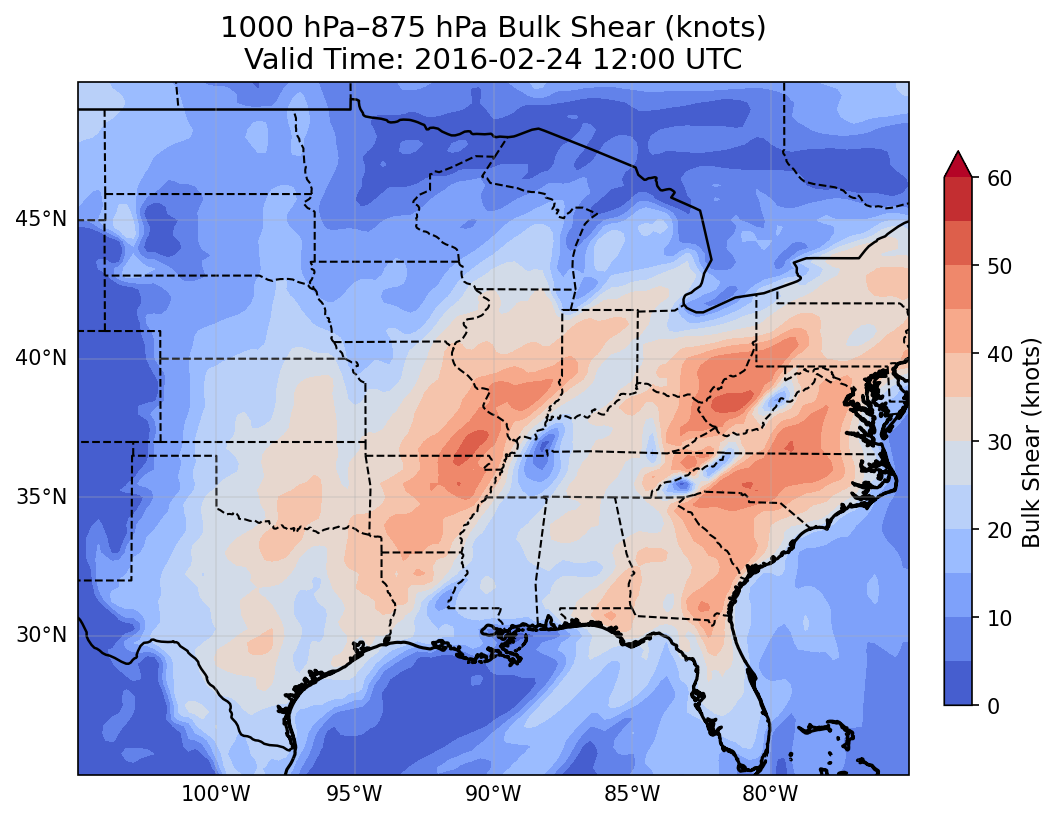 1000 hPa–875 hPa Bulk Shear (knots)
Valid Time: 2016-02-24 12:00 UTC
45°N
40°N
35°N
30°N
100°W
95°W
90°W
85°W
80°W
60
50
40
30
20
10
0
Bulk Shear (knots)